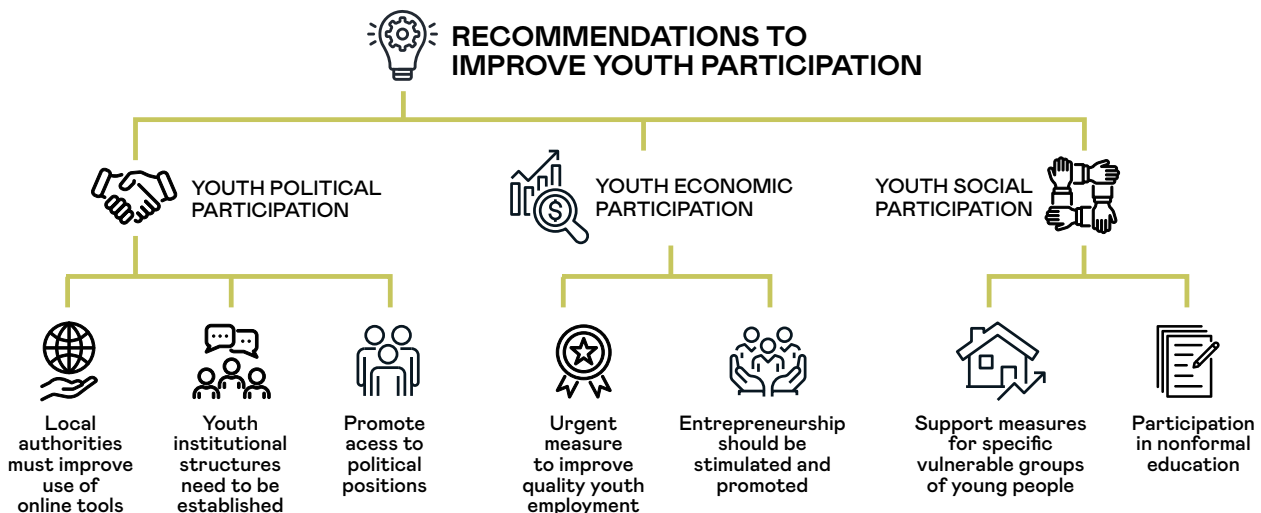 RECOMMENDATIONS TO
IMPROVE YOUTH PARTICIPATION
YOUTH POLITICAL
PARTICIPATION
YOUTH ECONOMIC
PARTICIPATION
YOUTH SOCIAL
PARTICIPATION
Local
authorities
must improve
use of
online tools
Youth
institutional
structures
need to be
established
Promote
acess to
political
positions
Urgent
measure
to improve
quality youth
employment
Entrepreneurship
should be
stimulated and
promoted
Support measures
for specific
vulnerable groups
of young people
Participation
in nonformal
education